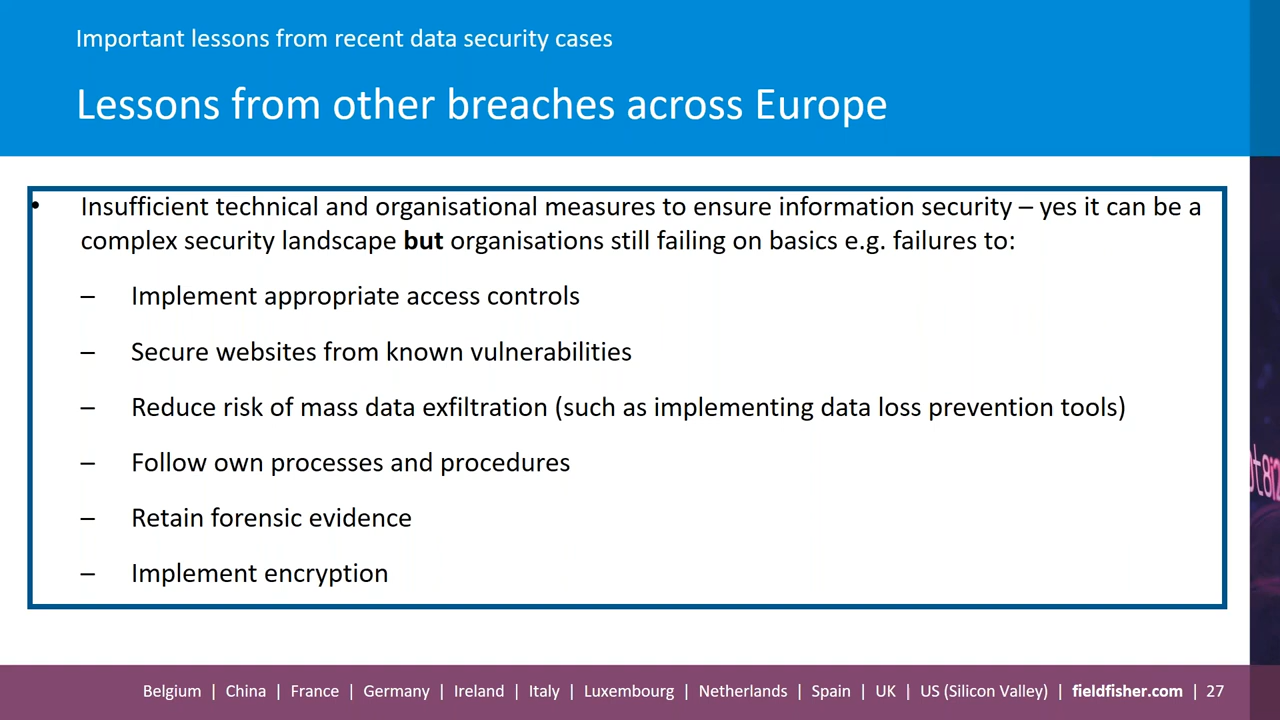 Important lessons from recent data security cases
Lessons from other breaches across Europe
• Insufficient technical and organisational measures to ensure information security – yes it can be a
complex security landscape but organisations still failing on basics e.g. failures to:
– Implement appropriate access controls
– Secure websites from known vulnerabilities
– Reduce risk of mass data exfiltration (such as implementing data loss prevention tools)
– Follow own processes and procedures
– Retain forensic evidence
– Implement encryption
Belgium | China | France | Germany | Ireland | Italy | Luxembourg | Netherlands | Spain | UK | US (Silicon Valley) | fieldfisher.com | 27